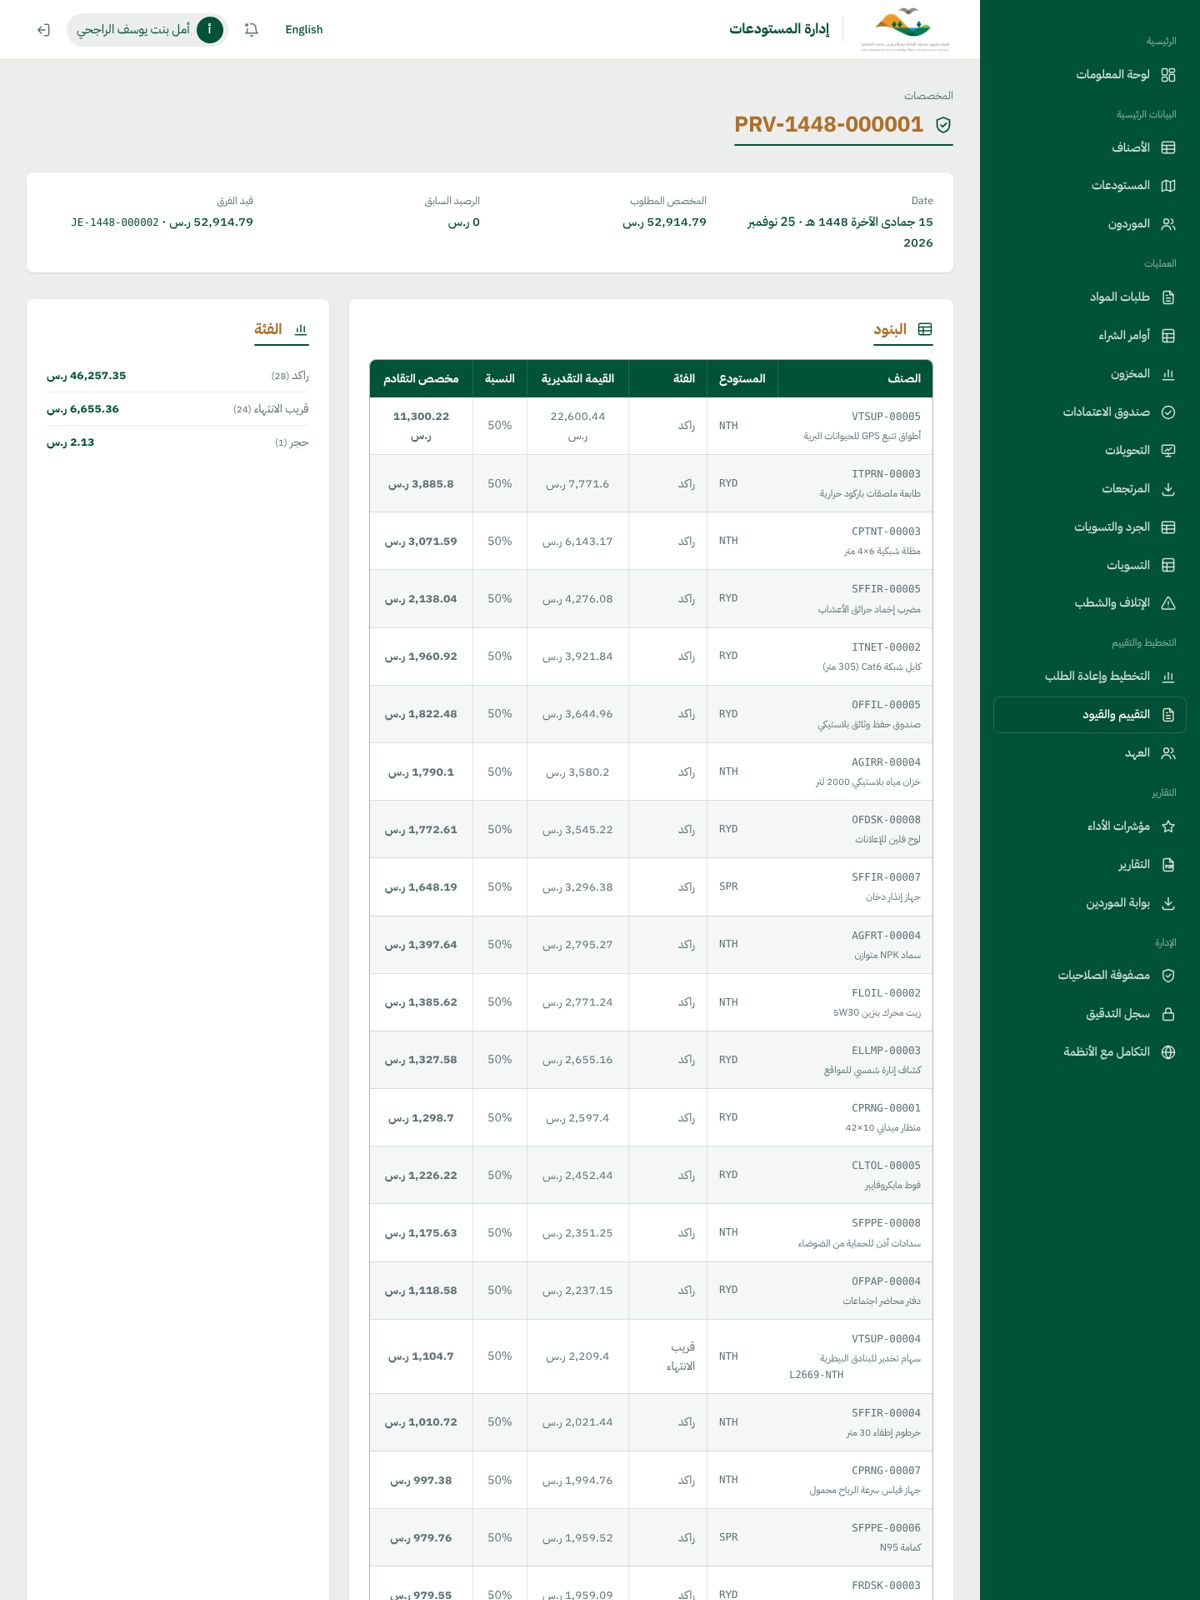 إدارة المستودعات
English
أمل بنت يوسف الراجحي
أ
الرئيسية
لوحة المعلومات
البيانات الرئيسية
الأصناف
المستودعات
الموردون
العمليات
طلبات المواد
أوامر الشراء
المخزون
صندوق الاعتمادات
التحويلات
المرتجعات
الجرد والتسويات
التسويات
الإتلاف والشطب
التخطيط والتقييم
التخطيط وإعادة الطلب
التقييم والقيود
العهد
التقارير
مؤشرات الأداء
التقارير
بوابة الموردين
الإدارة
مصفوفة الصلاحيات
سجل التدقيق
التكامل مع الأنظمة
المخصصات
PRV-1448-000001
Date
15 جمادى الآخرة 1448 هـ · 25 نوفمبر
2026
المخصص المطلوب
52,914.79 ر.س
الرصيد السابق
0 ر.س
قيد الفرق
52,914.79 ر.س · JE-1448-000002
البنود
الصنف المستودع الفئة القيمة التقديرية النسبة مخصص التقادم
VTSUP-00005
أطواق تتبع GPS للحيوانات البرية
NTH راكد 22,600.44 ر.س 50% 11,300.22 ر.س
ITPRN-00003
طابعة ملصقات باركود حرارية
RYD راكد 7,771.6 ر.س 50% 3,885.8 ر.س
CPTNT-00003
مظلة شبكية 6×4 متر
NTH راكد 6,143.17 ر.س 50% 3,071.59 ر.س
SFFIR-00005
مضرب إخماد حرائق الأعشاب
RYD راكد 4,276.08 ر.س 50% 2,138.04 ر.س
ITNET-00002
كابل شبكة Cat6 (305 متر)
RYD راكد 3,921.84 ر.س 50% 1,960.92 ر.س
OFFIL-00005
صندوق حفظ وثائق بلاستيكي
RYD راكد 3,644.96 ر.س 50% 1,822.48 ر.س
AGIRR-00004
خزان مياه بلاستيكي 2000 لتر
NTH راكد 3,580.2 ر.س 50% 1,790.1 ر.س
OFDSK-00008
لوح فلين للإعلانات
RYD راكد 3,545.22 ر.س 50% 1,772.61 ر.س
SFFIR-00007
جهاز إنذار دخان
SPR راكد 3,296.38 ر.س 50% 1,648.19 ر.س
AGFRT-00004
سماد NPK متوازن
NTH راكد 2,795.27 ر.س 50% 1,397.64 ر.س
FLOIL-00002
زيت محرك بنزين 5W30
NTH راكد 2,771.24 ر.س 50% 1,385.62 ر.س
ELLMP-00003
كشاف إنارة شمسي للمواقع
RYD راكد 2,655.16 ر.س 50% 1,327.58 ر.س
CPRNG-00001
منظار ميداني 10×42
RYD راكد 2,597.4 ر.س 50% 1,298.7 ر.س
CLTOL-00005
فوط مايكروفايبر
RYD راكد 2,452.44 ر.س 50% 1,226.22 ر.س
SFPPE-00008
سدادات أذن للحماية من الضوضاء
NTH راكد 2,351.25 ر.س 50% 1,175.63 ر.س
OFPAP-00004
دفتر محاضر اجتماعات
RYD راكد 2,237.15 ر.س 50% 1,118.58 ر.س
VTSUP-00004
سهام تخدير للبنادق البيطرية
L2669-NTH
NTH قريب الانتهاء 2,209.4 ر.س 50% 1,104.7 ر.س
SFFIR-00004
خرطوم إطفاء 30 متر
NTH راكد 2,021.44 ر.س 50% 1,010.72 ر.س
CPRNG-00007
جهاز قياس سرعة الرياح محمول
NTH راكد 1,994.76 ر.س 50% 997.38 ر.س
SFPPE-00006
كمامة N95
SPR راكد 1,959.52 ر.س 50% 979.76 ر.س
FRDSK-00003
RYD راكد 1,959.09 ر.س 50% 979.55 ر.س
الفئة
راكد (28) 46,257.35 ر.س
قريب الانتهاء (24) 6,655.36 ر.س
حجر (1) 2.13 ر.س